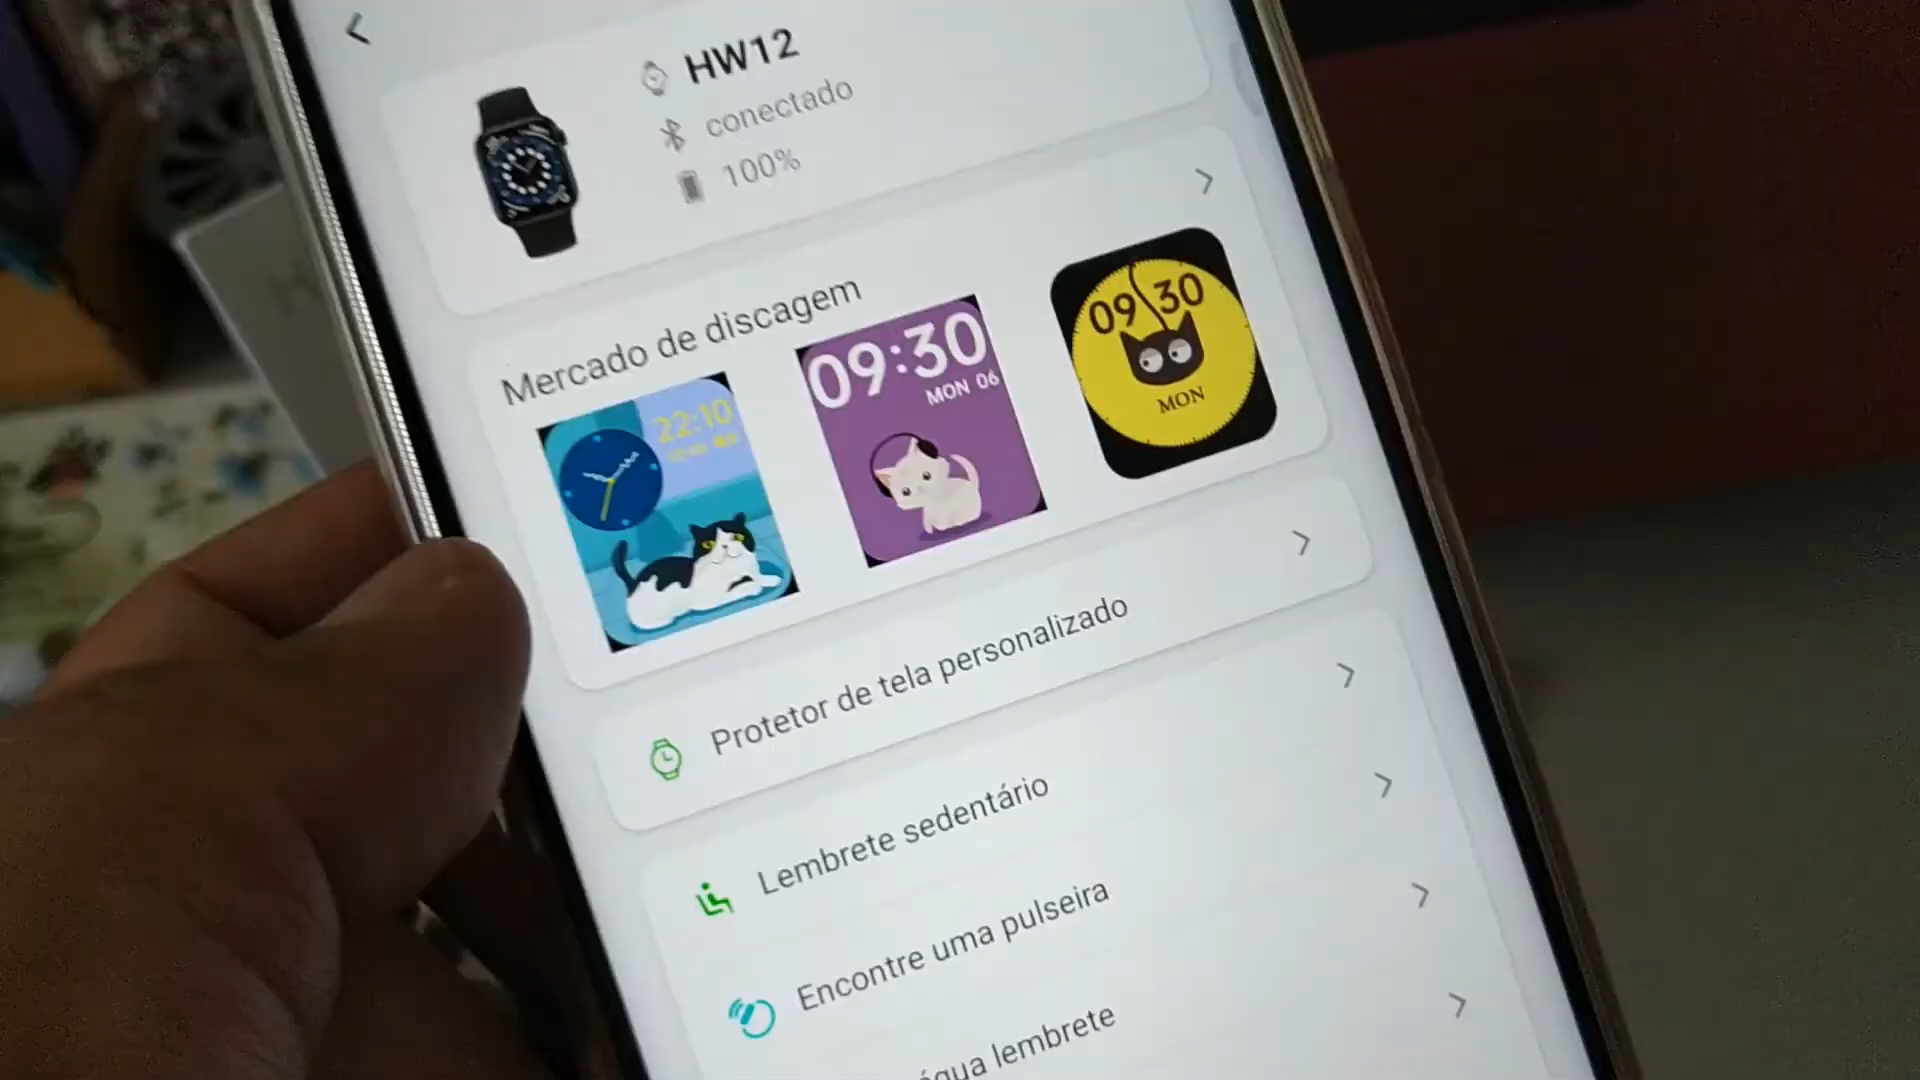 HW12
conectado
100%
Mercado de discagem
22:10
09:30
MON 06
09 30
MON
Protetor de tela personalizado
Lembrete sedentário
Encontre uma pulseira
água lembrete